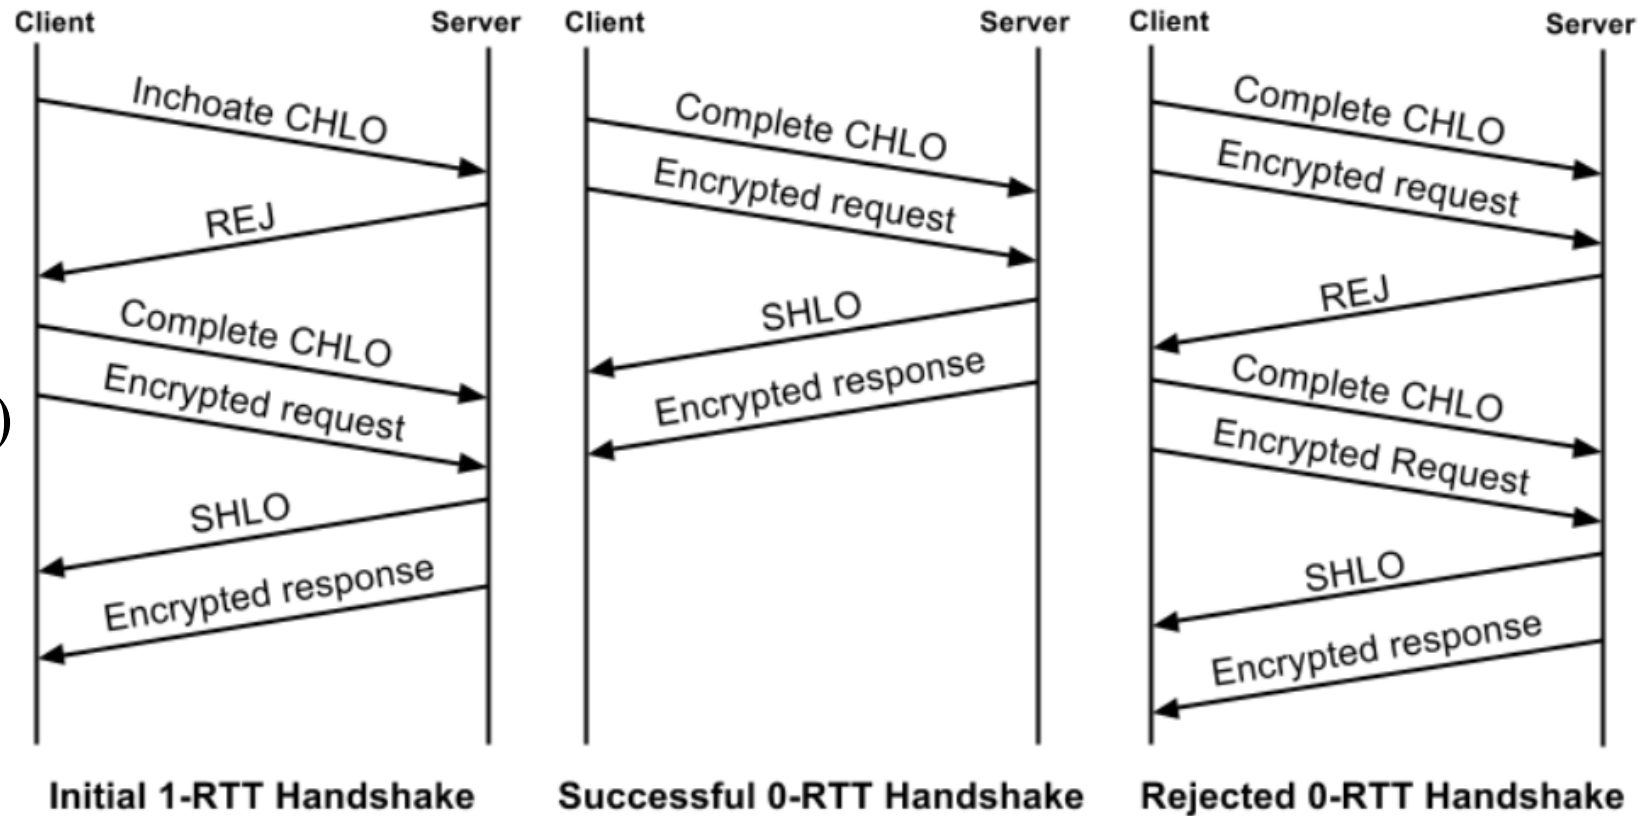 Client
Server
Inchoate CHLO
REJ
Complete CHLO
Encrypted request
SHLO
Encrypted response
Initial 1-RTT Handshake
Client
Server
Complete CHLO
Encrypted request
SHLO
Encrypted response
Successful 0-RTT Handshake
Client
Server
Complete CHLO
Encrypted request
REJ
Complete CHLO
Encrypted Request
SHLO
Encrypted response
Rejected 0-RTT Handshake
)